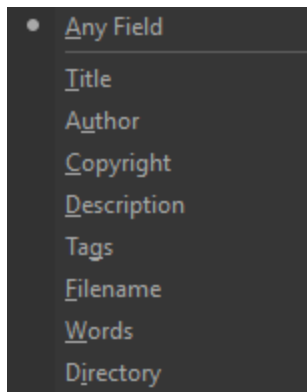 Any Field
Title
Author
Copyright
Description
Tags
Filename
Words
Directory